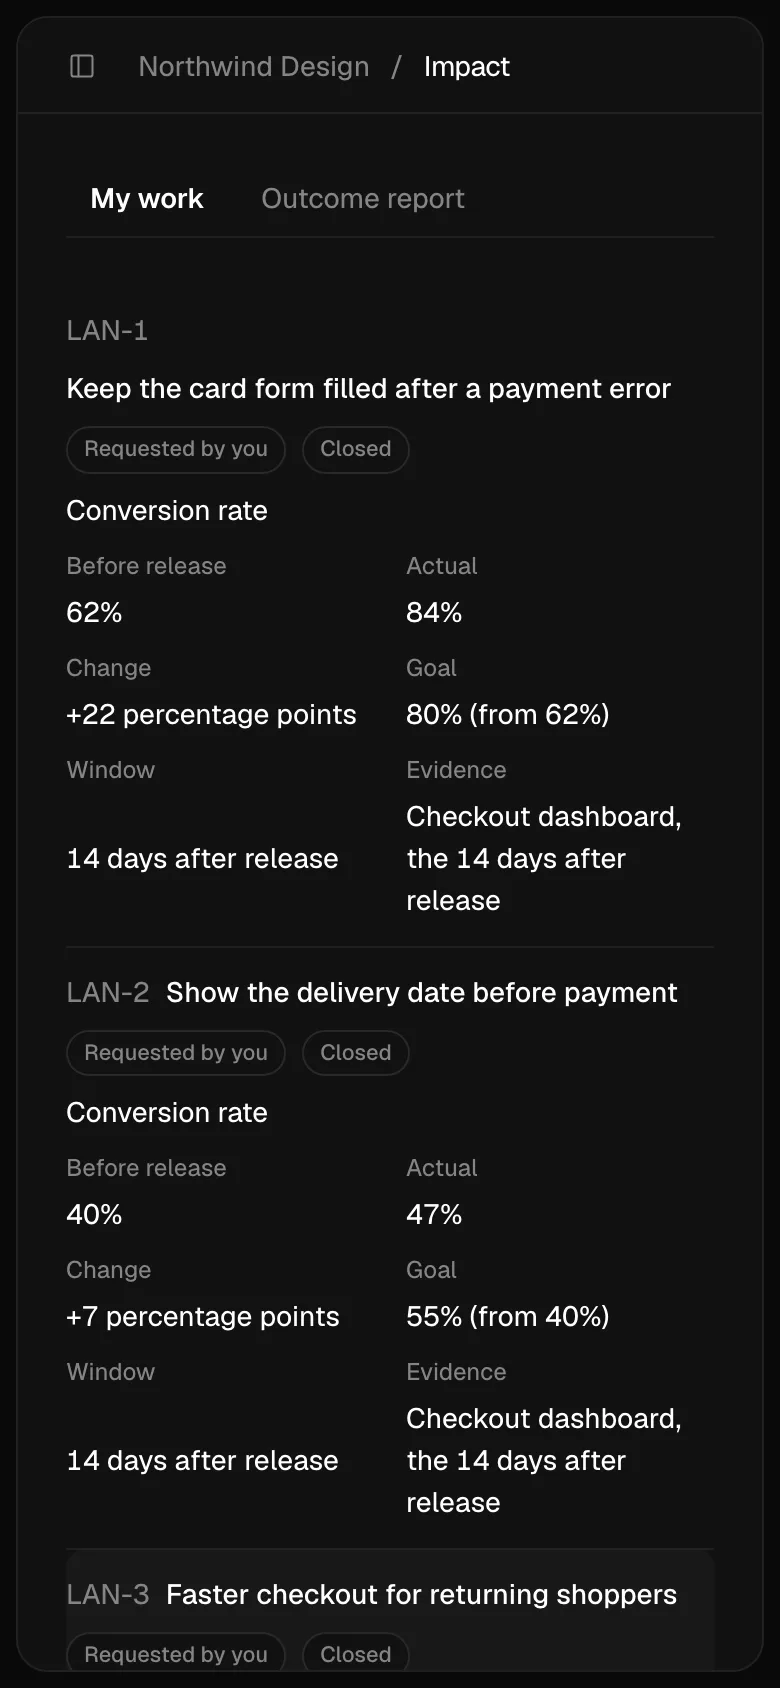 Northwind Design / Impact
My work Outcome report
LAN-1
Keep the card form filled after a payment error
Requested by you Closed
Conversion rate
Before release Actual
62% 84%
Change Goal
+22 percentage points 80% (from 62%)
Window Evidence
Checkout dashboard,
14 days after release the 14 days after
release
LAN-2 Show the delivery date before payment
Requested by you Closed
Conversion rate
Before release Actual
40% 47%
Change Goal
+7 percentage points 55% (from 40%)
Window Evidence
Checkout dashboard,
14 days after release the 14 days after
release
LAN-3 Faster checkout for returning shoppers
Requested by you Closed